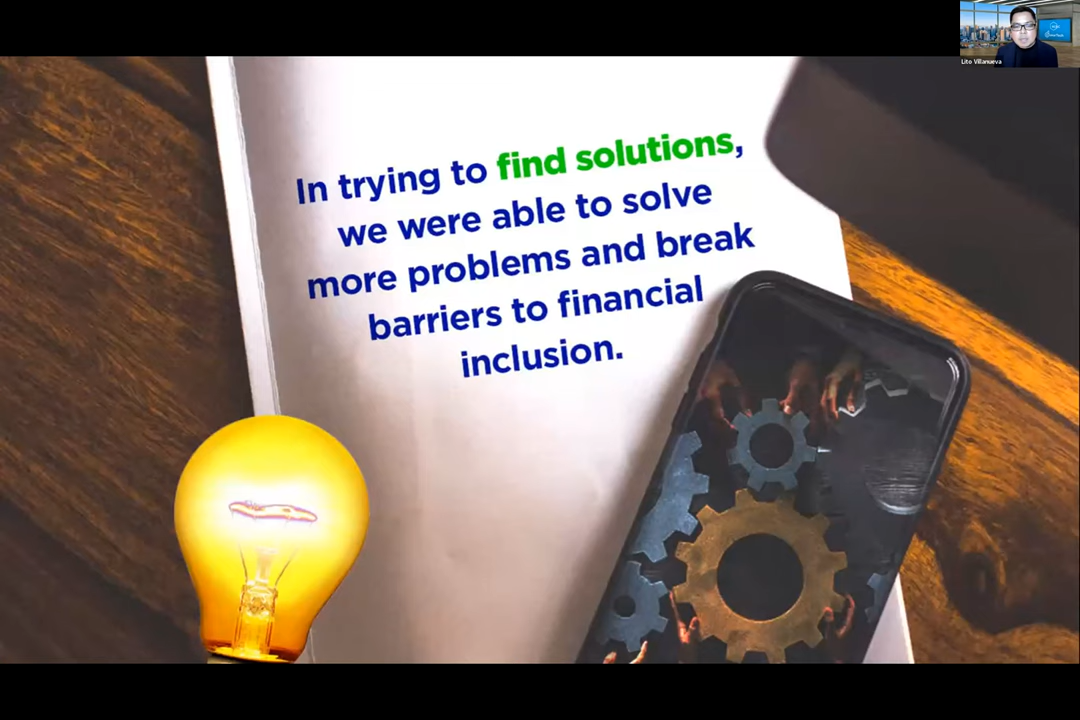 Lito Villanueva
In trying to find solutions,
we were able to solve
more problems and break
barriers to financial
inclusion.